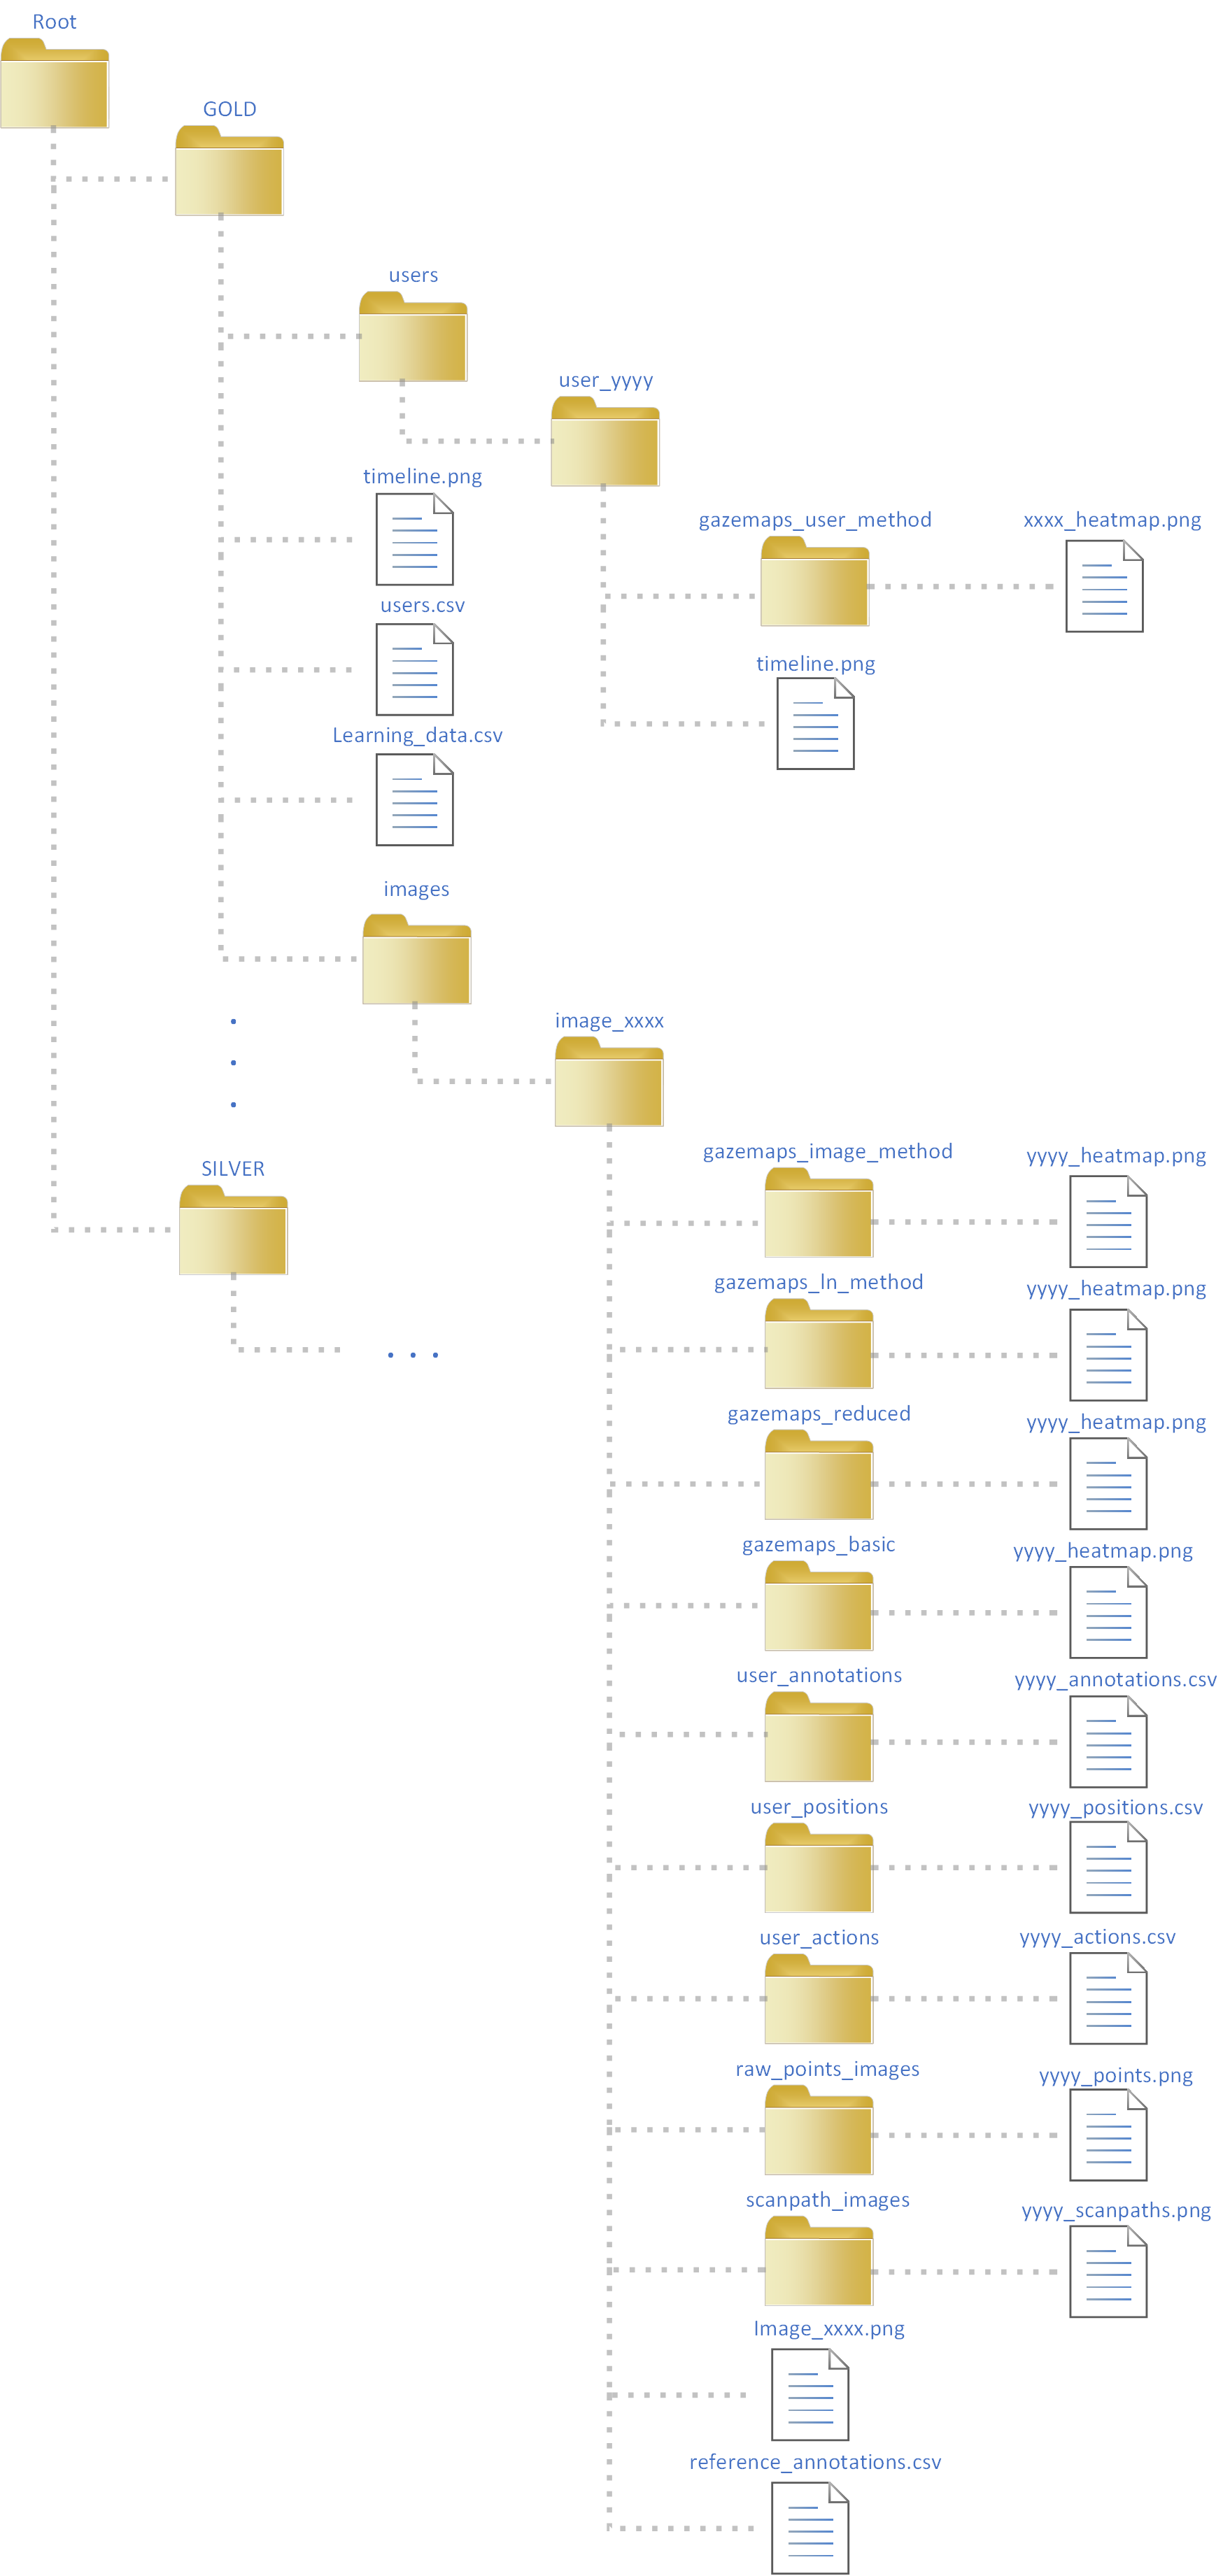 Root
GOLD
users
user_yyyy
timeline.png
gazemaps_user_method
xxxx_heatmap.png
users.csv
timeline.png
Learning_data.csv
images
image_xxxx
gazemaps_image_method
yyyy_heatmap.png
SILVER
gazemaps_ln_method
yyyy_heatmap.png
. . .
gazemaps_reduced
yyyy_heatmap.png
gazemaps_basic
yyyy_heatmap.png
user_annotations
yyyy_annotations.csv
user_positions
yyyy_positions.csv
user_actions
yyyy_actions.csv
raw_points_images
yyyy_points.png
scanpath_images
yyyy_scanpaths.png
Image_xxxx.png
reference_annotations.csv